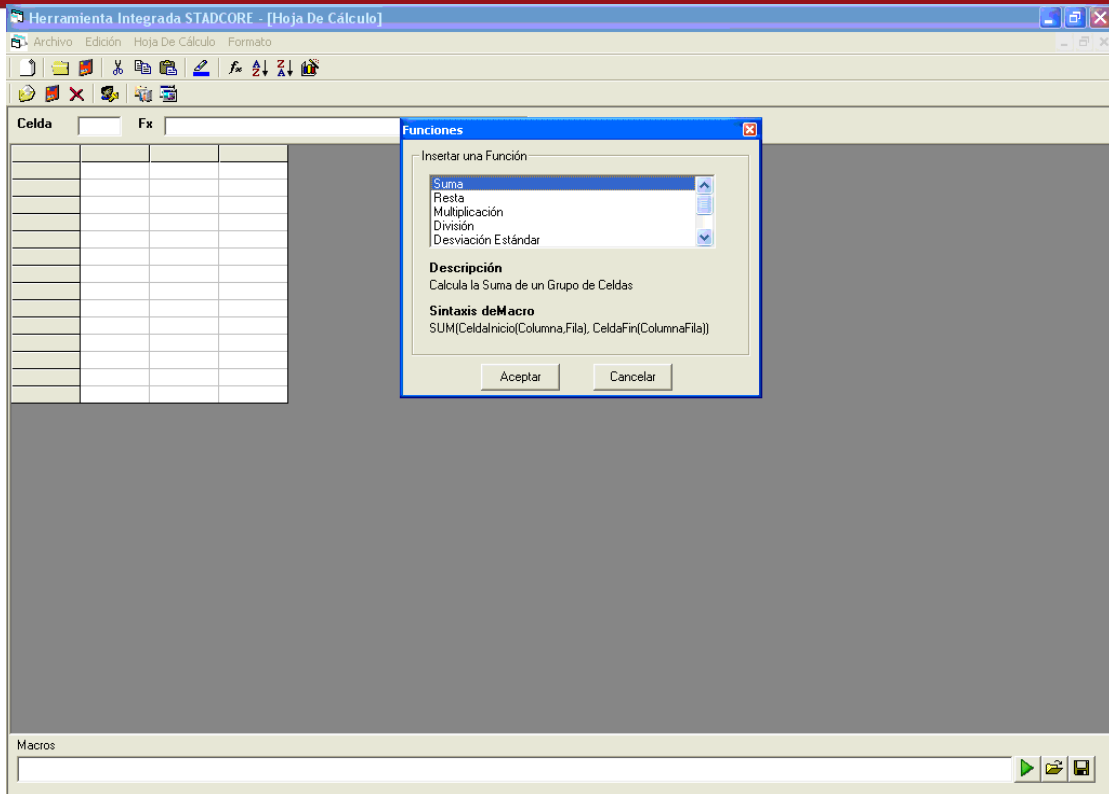 Herramienta Integrada STADCORE - [Hoja De Cálculo]
Archivo Edición Hoja De Cálculo Formato
Celda Fx
Funciones
Insertar una Función
Suma
Resta
Multiplicación
División
Desviación Estándar
Descripción
Calcula la Suma de un Grupo de Celdas
Sintaxis deMacro
SUM(CeldaInicio(Columna,Fila), CeldaFin(ColumnaFila))
Aceptar Cancelar
Macros